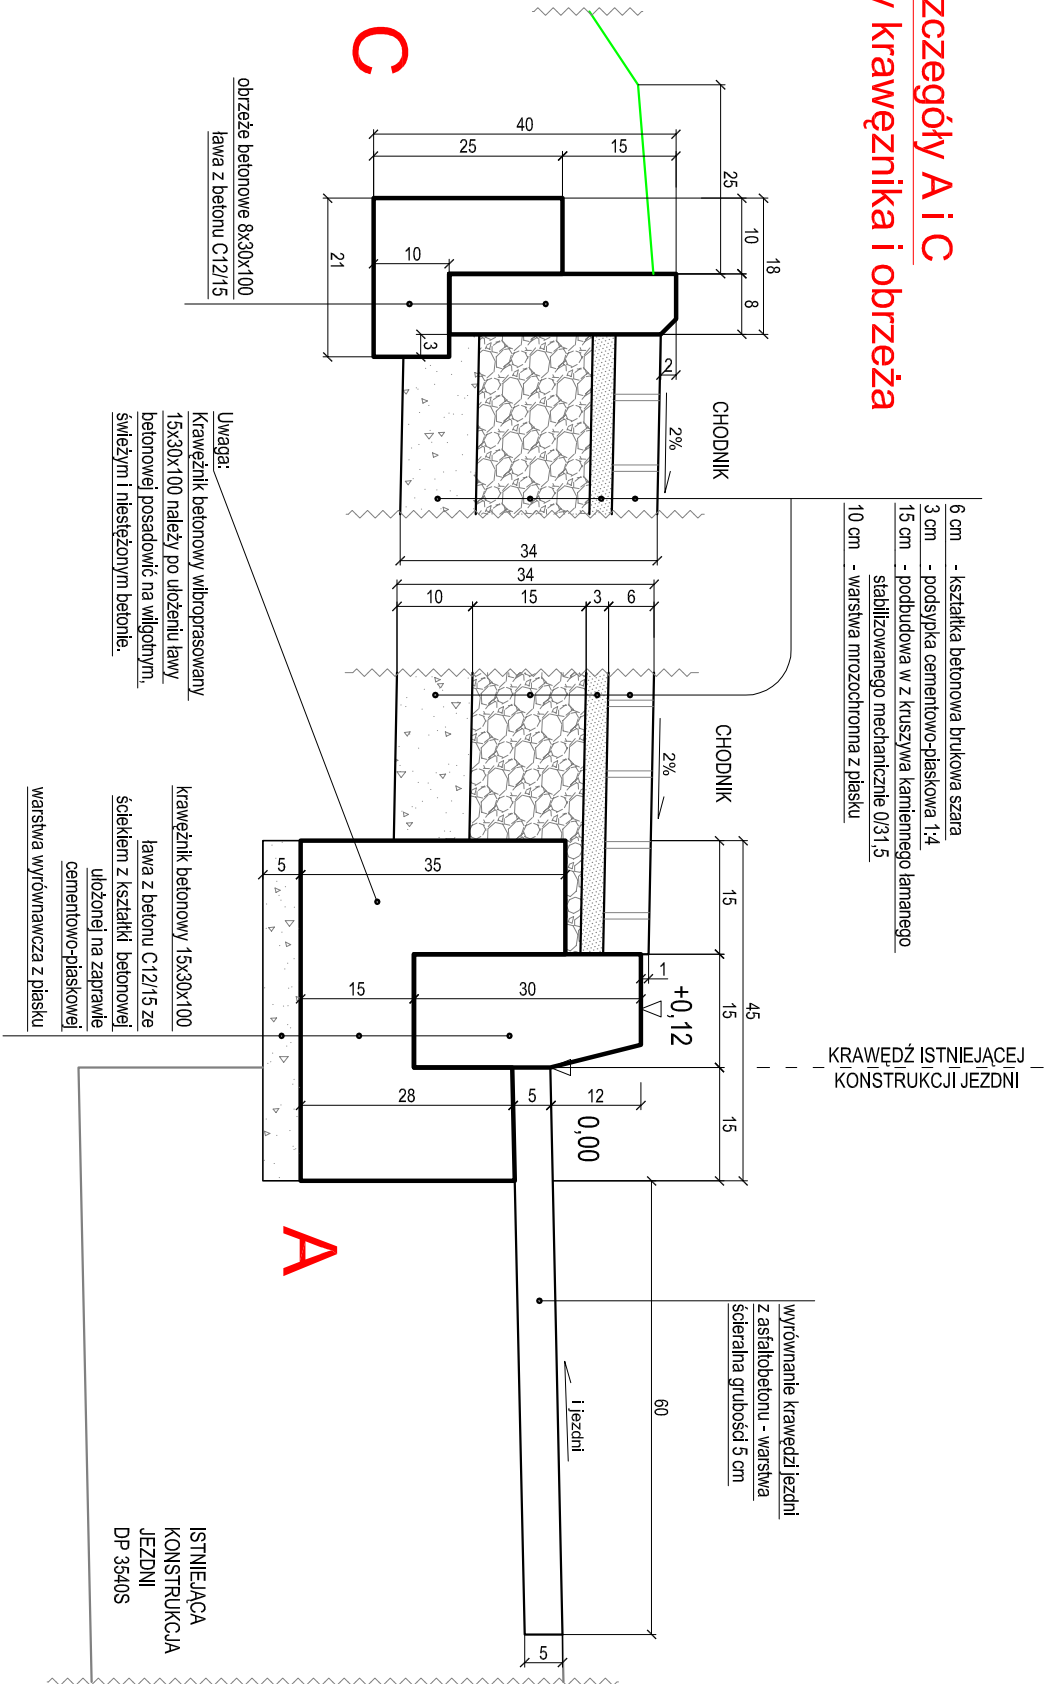 zczegóły A i C
y krawężnika i obrzeża
6 cm - kształtka betonowa brukowa szara
3 cm - podsypka cementowo-piaskowa 1:4
15 cm - podbudowa w z kruszywa kamiennego łamanego
stabilizowanego mechanicznie 0/31,5
10 cm - warstwa mrozochronna z piasku
KRAWĘDŹ ISTNIEJĄCEJ
KONSTRUKCJI JEZDNI
wyrównanie krawędzi jezdni
z asfaltobetonu - warstwa
ścieralna grubości 5 cm
18
10
8
25
15
40
25
10
21
3
2
CHODNIK
2%
34
34
6
3
15
10
CHODNIK
2%
45
15
15
15
1
+0,12
0,00
35
5
30
15
12
5
28
60
i jezdni
5
C
A
obrzeże betonowe 8x30x100
ława z betonu C12/15
Uwaga:
Krawężnik betonowy wibroprasowany
15x30x100 należy po ułożeniu ławy
betonowej posadowić na wilgotnym,
świeżym i niestężonym betonie.
krawężnik betonowy 15x30x100
ława z betonu C12/15 ze
ściekiem z kształtki betonowej
ułożonej na zaprawie
cementowo-piaskowej
warstwa wyrównawcza z piasku
ISTNIEJĄCA
KONSTRUKCJA
JEZDNI
DP 3540S